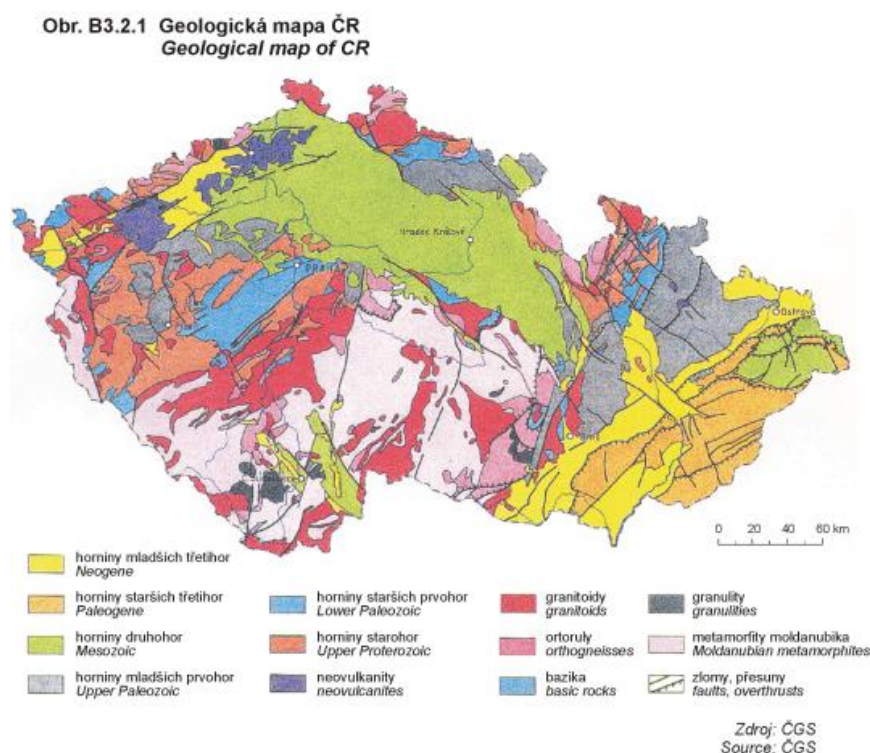 Obr. B3.2.1 Geologická mapa ČR
Geological map of CR
Hradec Králové
PRAHA
Ostrava
0 20 40 60 km
horniny mladších třetihor
Neogene
horniny starších třetihor
Paleogene
horniny druhohor
Mesozoic
horniny mladších prvohor
Upper Paleozoic
horniny starších prvohor
Lower Paleozoic
horniny starohor
Upper Proterozoic
neovulkanity
neovulcanites
granitoidy
granitoids
ortoruly
orthogneisses
bazika
basic rocks
granulity
granulities
metamorfity moldanubika
Moldanubian metamorphites
zlomy, přesuny
faults, overthrusts
Zdroj: ČGS
Source: ČGS